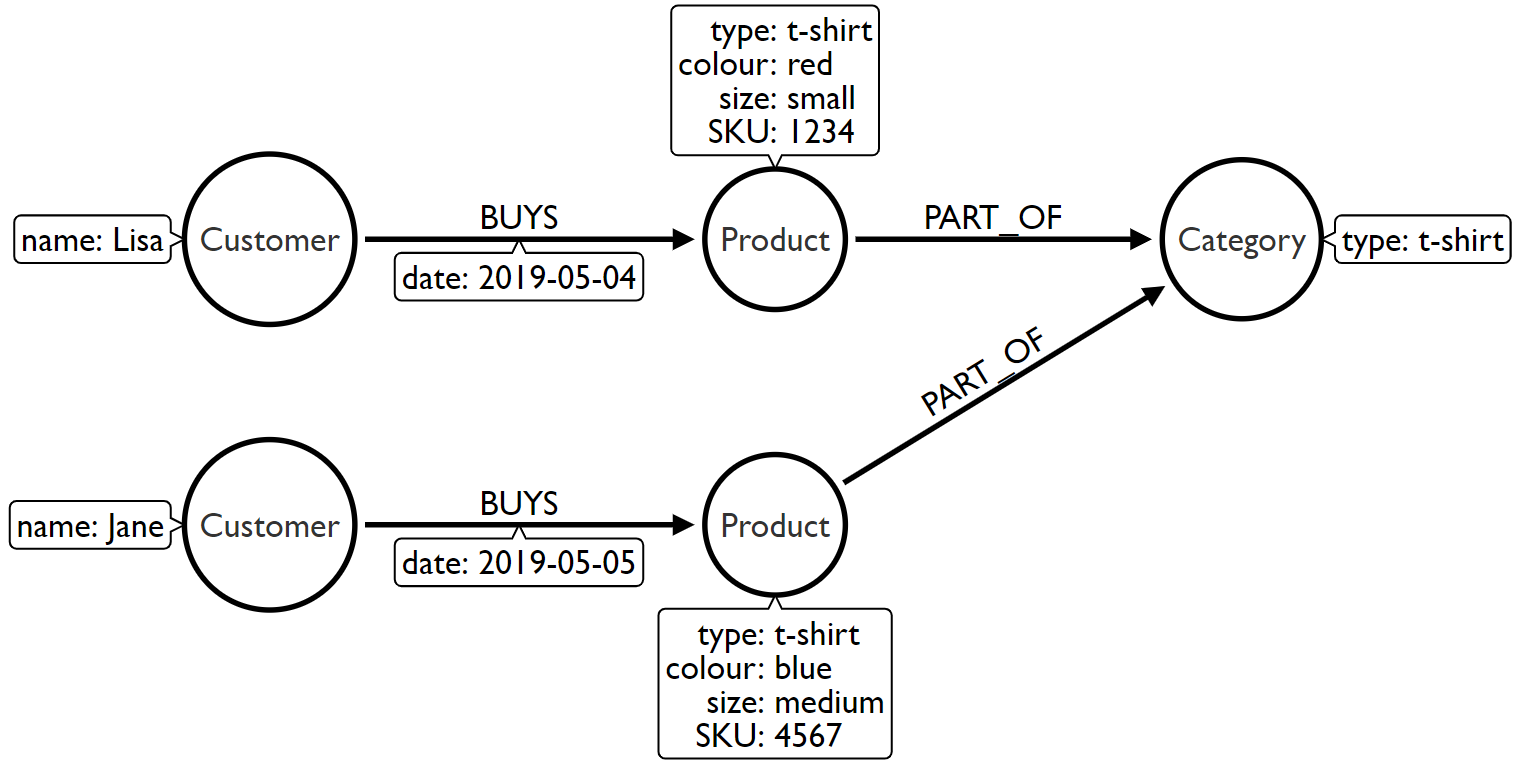 type: t-shirt
colour: red
size: small
SKU: 1234
name: Lisa
Customer
BUYS
date: 2019-05-04
Product
PART_OF
Category
type: t-shirt
PART_OF
name: Jane
Customer
BUYS
date: 2019-05-05
Product
type: t-shirt
colour: blue
size: medium
SKU: 4567